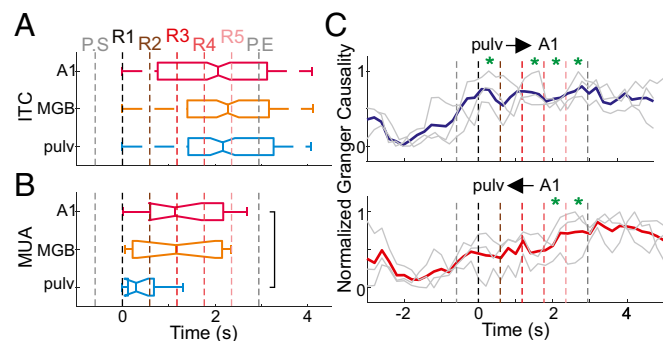 A
P.S R1 R2 R3 R4 R5 P.E
ITC
A1
MGB
pulv
B
MUA
A1
MGB
pulv
0 2 4
Time (s)
C
pulv → A1
* * * *
Normalized Granger Causality
1
0
pulv ← A1
* *
1
0
-2 0 2 4
Time (s)